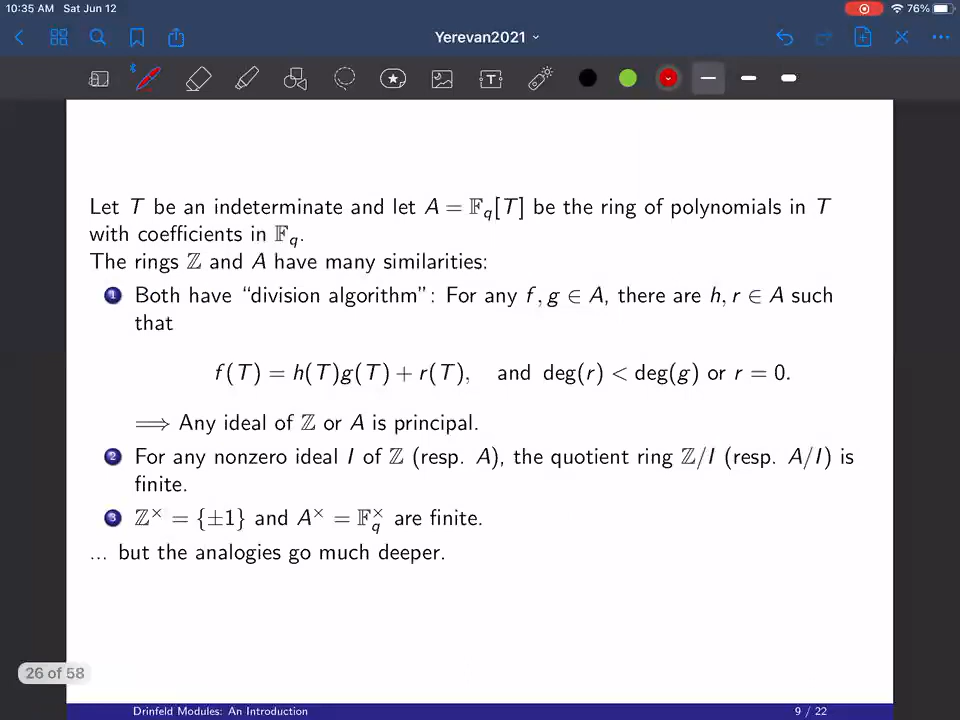 10:35 AM Sat Jun 12
76%
Yerevan2021
T
Let T be an indeterminate and let A = 𝔽_q[T] be the ring of polynomials in T
with coefficients in 𝔽_q.
The rings ℤ and A have many similarities:
1 Both have “division algorithm”: For any f, g ∈ A, there are h, r ∈ A such
that
f(T) = h(T)g(T) + r(T), and deg(r) < deg(g) or r = 0.
⟹ Any ideal of ℤ or A is principal.
2 For any nonzero ideal I of ℤ (resp. A), the quotient ring ℤ/I (resp. A/I) is
finite.
3 ℤ^× = {±1} and A^× = 𝔽_q^× are finite.
... but the analogies go much deeper.
26 of 58
Drinfeld Modules: An Introduction 9 / 22